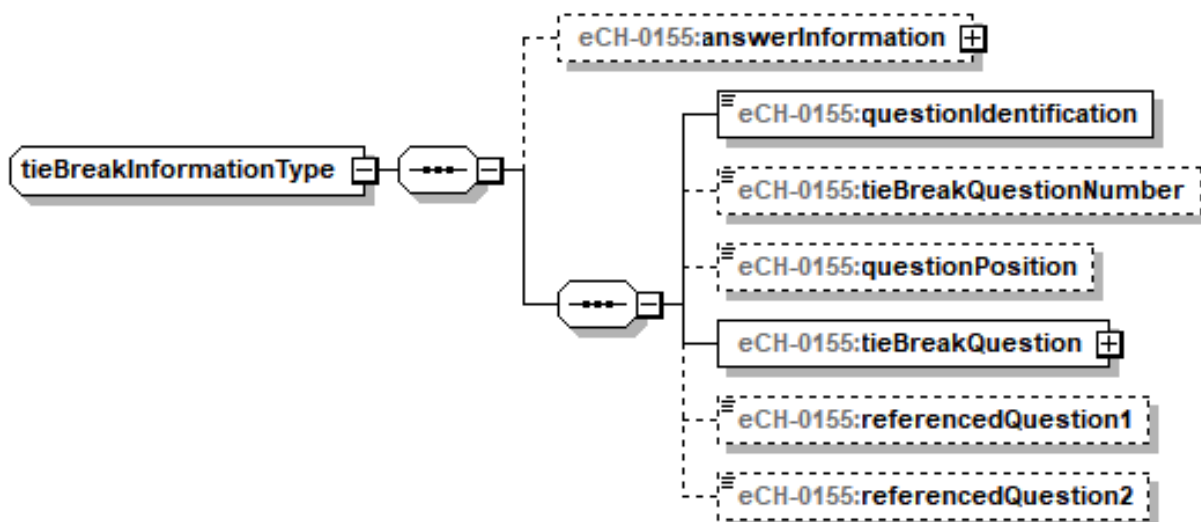 eCH-0155:answerInformation
eCH-0155:questionIdentification
tieBreakInformationType
eCH-0155:tieBreakQuestionNumber
eCH-0155:questionPosition
eCH-0155:tieBreakQuestion
eCH-0155:referencedQuestion1
eCH-0155:referencedQuestion2